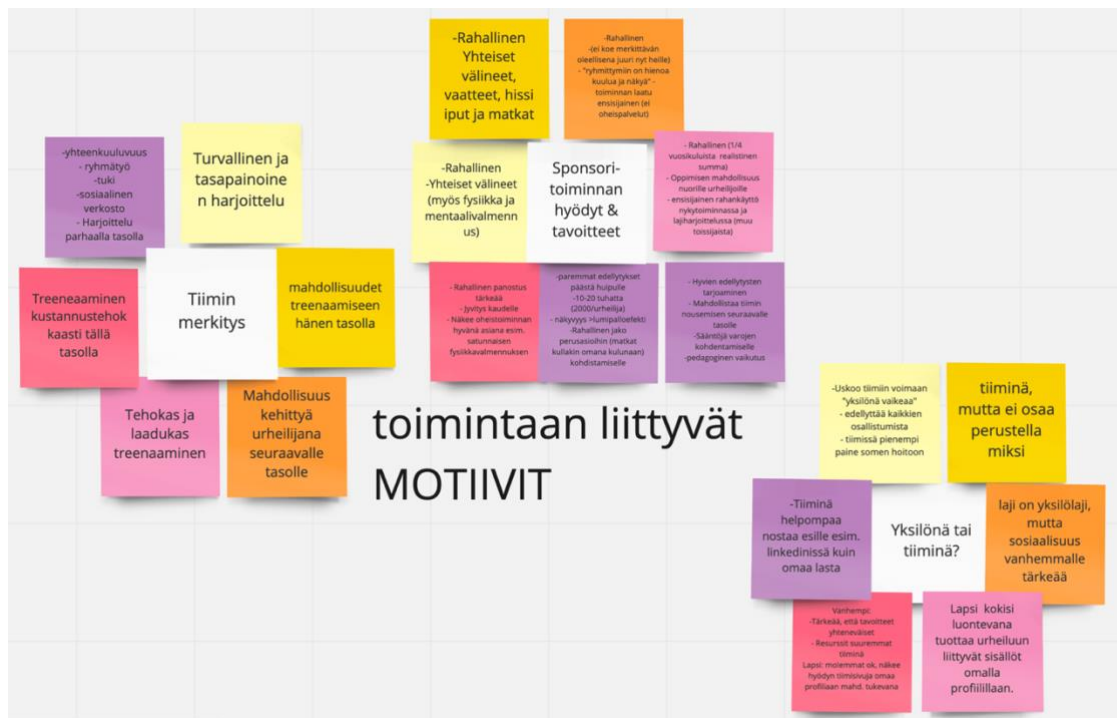 -yhteenkuuluvuus
- ryhmätyö
-tuki
-sosiaalinen
verkosto
- Harjoittelu
parhaalla tasolla
Turvallinen ja
tasapainoine
n harjoittelu
Treeneaaminen
kustannustehok
kaasti tällä
tasolla
Tiimin
merkitys
mahdollisuudet
treenaamiseen
hänen tasolla
Tehokas ja
laadukas
treenaaminen
Mahdollisuus
kehittyä
urheilijana
seuraavalle
tasolle
-Rahallinen
Yhteiset
välineet,
vaatteet, hissi
iput ja matkat
-Rahallinen
-(ei koe merkittävän
oleellisena juuri nyt heille)
- "ryhmittymiin on hienoa
kuulua ja näkyä" -
toiminnan laatu
ensisijainen (ei
oheispalvelut)
-Rahallinen
-Yhteiset välineet
(myös fysiikka ja
mentaalivalmenn
us)
Sponsori-
toiminnan
hyödyt &
tavoitteet
- Rahallinen (1/4
vuosikuluista realistinen
summa)
- Oppimisen mahdollisuus
nuorille urheilijoille
- ensisijainen rahankäyttö
nykytoiminnassa ja
lajiharjoittelussa (muu
toissijaista)
- Rahallinen panostus
tärkeää
- Jyvitys kaudelle
- Näkee oheistoiminnan
hyvänä asiana esim.
satunnaisen
fysiikkavalmennuksen
-paremmat edellytykset
päästä huipulle
-10-20 tuhatta
(2000/urheilija)
- näkyvyys >lumipalloefekti
-Rahallinen jako
perusasioihin (matkat
kullakin omana kulunaan)
kohdistamiselle
- Hyvien edellytysten
tarjoaminen
- Mahdollistaa tiimin
nousemisen seuraavalle
tasolle
-Sääntöjä varojen
kohdentamiselle
-pedagoginen vaikutus
toimintaan liittyvät
MOTIIVIT
-Uskoo tiimiin voimaan
"yksilönä vaikeaa"
- edellyttää kaikkien
osallistumista
- tiimissä pienempi
paine somen hoitoon
tiiminä,
mutta ei osaa
perustella
miksi
-Tiiminä
helpompaa
nostaa esille esim.
linkedinissä kuin
omaa lasta
Yksilönä tai
tiiminä?
laji on yksilölaji,
mutta
sosiaalisuus
vanhemmalle
tärkeää
Vanhempi:
-Tärkeää, että tavoitteet
yhteneväiset
- Resurssit suuremmat
tiiminä
Lapsi: molemmat ok, näkee
hyödyn tiimisivuja omaa
profiliaan mahd. tukevana
Lapsi kokisi
luontevana
tuottaa urheiluun
liittyvät sisällöt
omalla
profiilillaan.